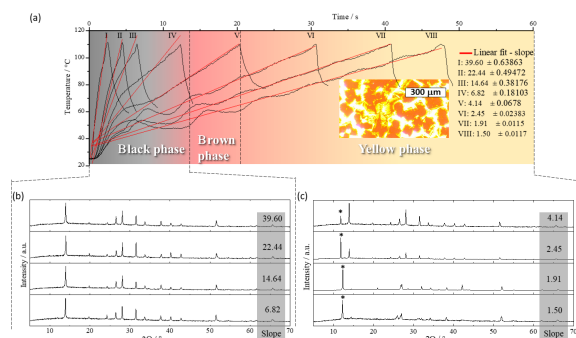 (a)
Time / s
0 10 20 30 40 50 60
120
100
80
60
40
20
Temperature / °C
I II III IV V VI VII VIII
Linear fit - slope
I: 39.60 ± 0.63863
II: 22.44 ± 0.49472
III: 14.64 ± 0.38176
IV: 6.82 ± 0.18103
V: 4.14 ± 0.0678
VI: 2.45 ± 0.02383
VII: 1.91 ± 0.0115
VIII: 1.50 ± 0.0117
300 µm
Black phase
Brown phase
Yellow phase
(b)
Intensity / a.u.
39.60
22.44
14.64
6.82
10 20 30 40 50 60 70
Slope
(c)
Intensity / a.u.
*
4.14
*
2.45
*
1.91
*
1.50
10 20 30 40 50 60 70
Slope